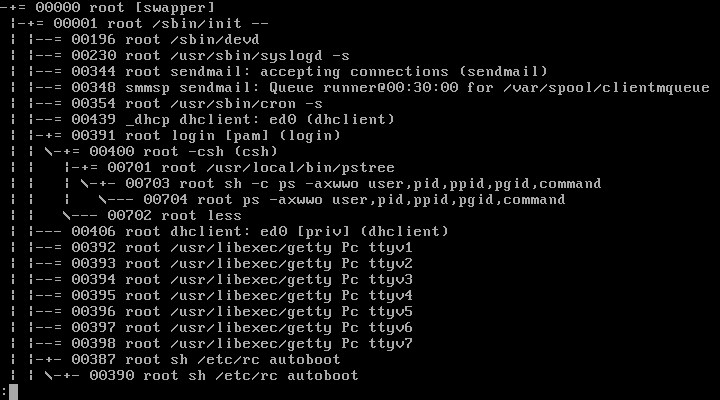 -+= 00000 root [swapper]
 |-+= 00001 root /sbin/init --
 | |--= 00196 root /sbin/devd
 | |--= 00230 root /usr/sbin/syslogd -s
 | |--= 00344 root sendmail: accepting connections (sendmail)
 | |--= 00348 smmsp sendmail: Queue runner@00:30:00 for /var/spool/clientmqueue
 | |--= 00354 root /usr/sbin/cron -s
 | |--= 00439 _dhcp dhclient: ed0 (dhclient)
 | |-+= 00391 root login [pam] (login)
 | | \-+= 00400 root -csh (csh)
 | |   |-+= 00701 root /usr/local/bin/pstree
 | |   | \-+- 00703 root sh -c ps -axwwo user,pid,ppid,pgid,command
 | |   |   \--- 00704 root ps -axwwo user,pid,ppid,pgid,command
 | |   \--- 00702 root less
 | |--- 00406 root dhclient: ed0 [priv] (dhclient)
 | |--= 00392 root /usr/libexec/getty Pc ttyv1
 | |--= 00393 root /usr/libexec/getty Pc ttyv2
 | |--= 00394 root /usr/libexec/getty Pc ttyv3
 | |--= 00395 root /usr/libexec/getty Pc ttyv4
 | |--= 00396 root /usr/libexec/getty Pc ttyv5
 | |--= 00397 root /usr/libexec/getty Pc ttyv6
 | |--= 00398 root /usr/libexec/getty Pc ttyv7
 | |-+- 00387 root sh /etc/rc autoboot
 | | \-+- 00390 root sh /etc/rc autoboot
: